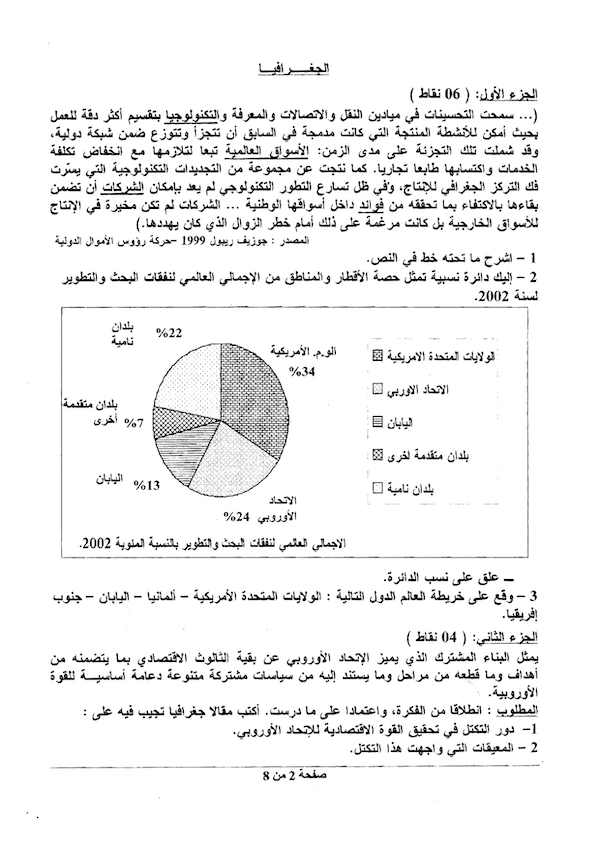 الجغـــرافيـــا
الجزء الأول: ( 06 نقاط )
(... سمحت التحسينات في ميادين النقل والاتصالات والمعرفة والتكنولوجيا بتقسيم أكثر دقة للعمل
بحيث أمكن للأنشطة المنتجة التي كانت مدمجة في السابق أن تتجزأ وتتوزع ضمن شبكة دولية،
وقد شملت تلك التجزئة على مدى الزمن: الأسواق العالمية تبعا لتلازمها مع انخفاض تكلفة
الخدمات واكتسابها طابعا تجاريا. كما نتجت عن مجموعة من التجديدات التكنولوجية التي يسّرت
فك التركز الجغرافي للإنتاج، وفي ظل تسارع التطور التكنولوجي لم يعد بإمكان الشركات أن تضمن
بقاءها بالاكتفاء بما تحققه من فوائد داخل أسواقها الوطنية ... الشركات لم تكن مخيرة في الإنتاج
للأسواق الخارجية بل كانت مرغمة على ذلك أمام خطر الزوال الذي كان يهددها.)
المصدر : جوزيف ريبول 1999 –حركة رؤوس الأموال الدولية
1 – اشرح ما تحته خط في النص.
2 – إليك دائرة نسبية تمثل حصة الأقطار والمناطق من الإجمالي العالمي لنفقات البحث والتطوير
لسنة 2002.
بلدان
نامية
%22
الو.م. الأمريكية
%34
بلدان متقدمة
أخرى
%7
اليابان
%13
الاتحاد
الأوروبي 24%
الولايات المتحدة الامريكية
الاتحاد الاوربي
اليابان
بلدان متقدمة اخرى
بلدان نامية
الاجمالي العالمي لنفقات البحث والتطوير بالنسبة المئوية 2002.
ــ علق على نسب الدائرة.
3 – وقع على خريطة العالم الدول التالية : الولايات المتحدة الأمريكية – ألمانيا – اليابان – جنوب
إفريقيا.
الجزء الثاني: ( 04 نقاط )
يمثل البناء المشترك الذي يميز الإتحاد الأوروبي عن بقية الثالوث الاقتصادي بما يتضمنه من
أهداف وما قطعه من مراحل وما يستند إليه من سياسات مشتركة متنوعة دعامة أساسيـــة للقوة
الأوروبية.
المطلوب : انطلاقا من الفكرة، واعتمادا على ما درست. أكتب مقالا جغرافيا تجيب فيه على :
1– دور التكتل في تحقيق القوة الاقتصادية للإتحاد الأوروبي.
2 – المعيقات التي واجهت هذا التكتل.
صفحة 2 من 8